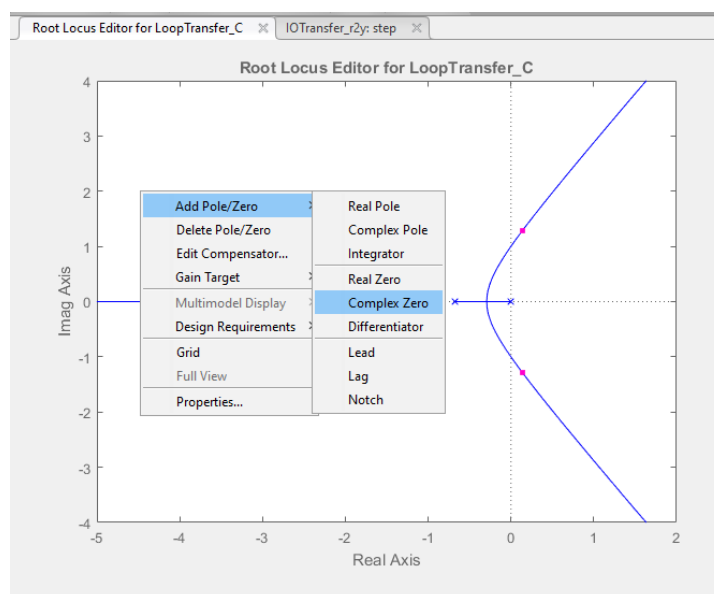 Root Locus Editor for LoopTransfer_C
IOTransfer_r2y: step
Root Locus Editor for LoopTransfer_C
4
3
2
1
0
-1
-2
-3
-4
Imag Axis
-5
-4
-3
-2
-1
0
1
2
Real Axis
Add Pole/Zero
Delete Pole/Zero
Edit Compensator...
Gain Target
Multimodel Display
Design Requirements
Grid
Full View
Properties...
Real Pole
Complex Pole
Integrator
Real Zero
Complex Zero
Differentiator
Lead
Lag
Notch